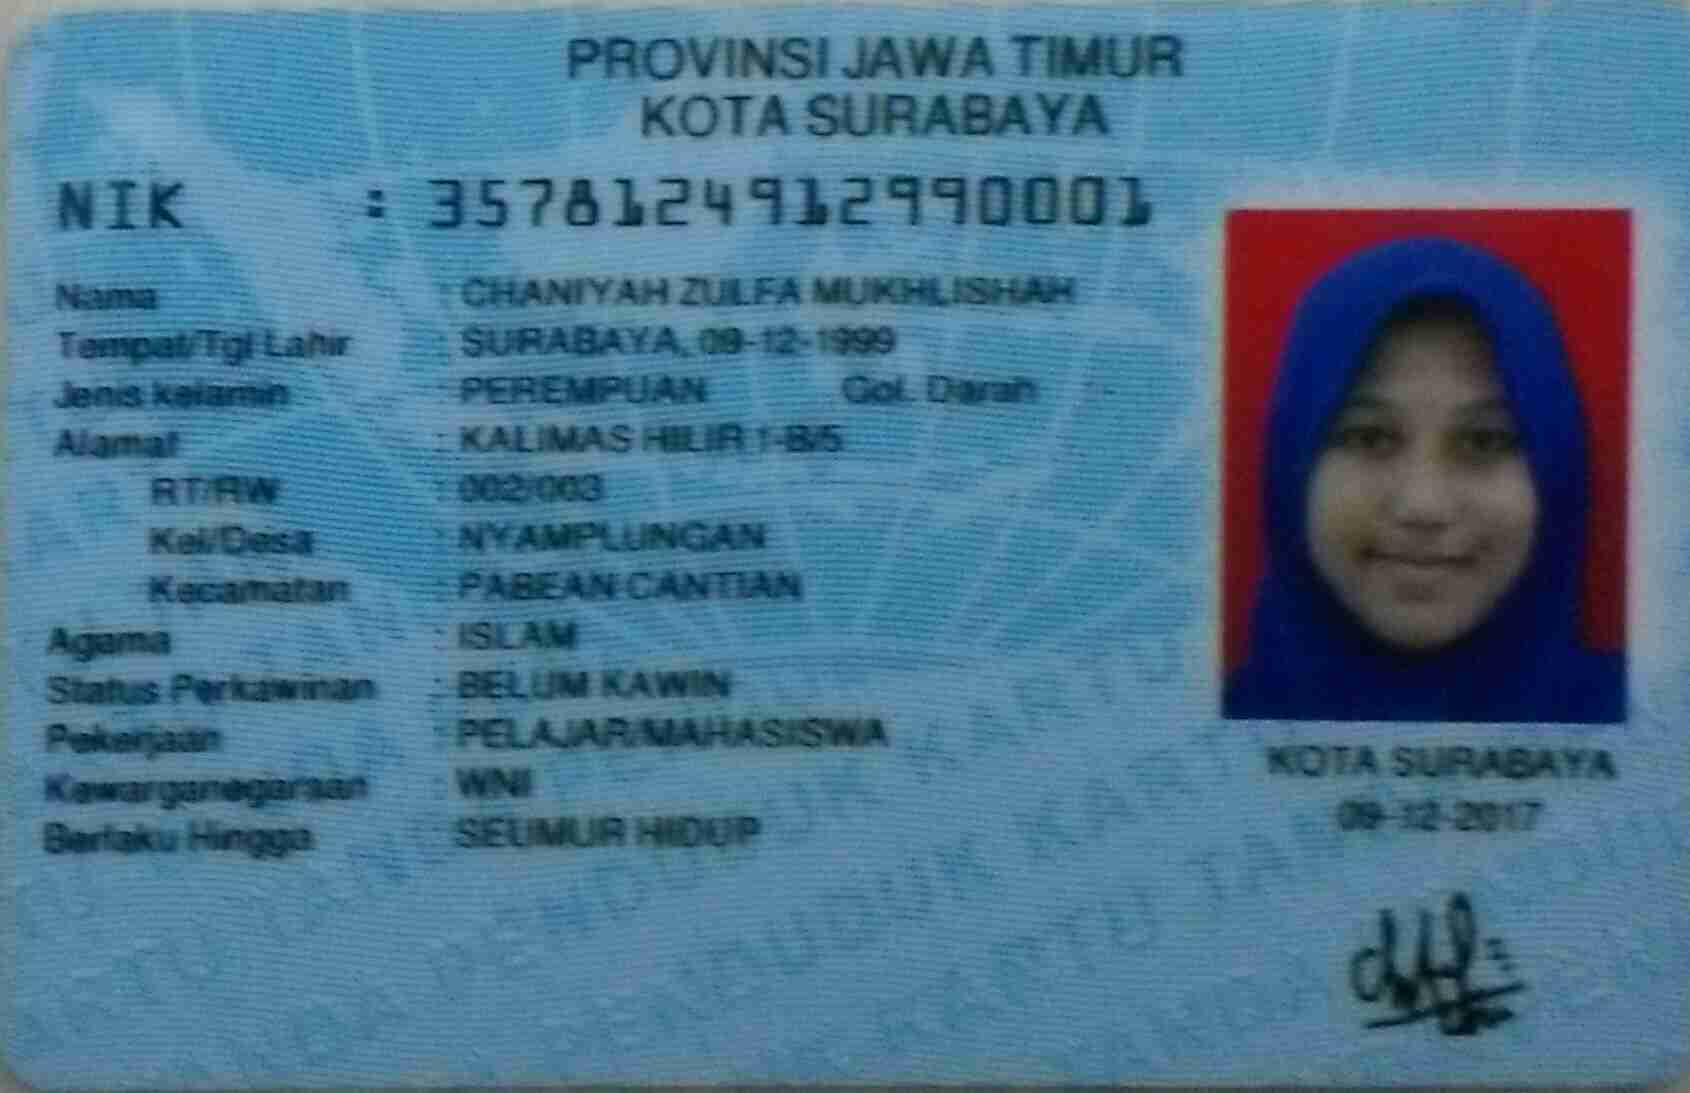 PROVINSI JAWA TIMUR
KOTA SURABAYA
NIK : 3578124912990001
Nama : CHANIYAH ZULFA MUKHLISHAH
Tempat/Tgl Lahir : SURABAYA, 09-12-1999
Jenis kelamin : PEREMPUAN Gol. Darah -
Alamat : KALIMAS HILIR 1-B/5
RT/RW : 002/003
Kel/Desa : NYAMPLUNGAN
Kecamatan : PABEAN CANTIAN
Agama : ISLAM
Status Perkawinan : BELUM KAWIN
Pekerjaan : PELAJAR/MAHASISWA
Kewarganegaraan : WNI
Berlaku Hingga : SEUMUR HIDUP
KOTA SURABAYA
09-12-2017